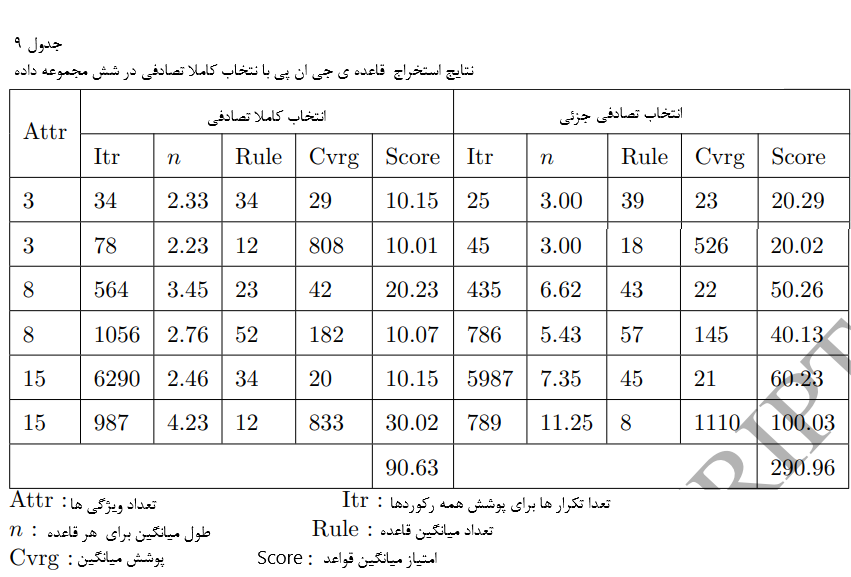 جدول ۹
نتایج استخراج قاعده ی جی ان پی با نتخاب کاملا تصادفی در شش مجموعه داده
Attr انتخاب کاملا تصادفی انتخاب تصادفی جزئی
Itr n Rule Cvrg Score Itr n Rule Cvrg Score
3 34 2.33 34 29 10.15 25 3.00 39 23 20.29
3 78 2.23 12 808 10.01 45 3.00 18 526 20.02
8 564 3.45 23 42 20.23 435 6.62 43 22 50.26
8 1056 2.76 52 182 10.07 786 5.43 57 145 40.13
15 6290 2.46 34 20 10.15 5987 7.35 45 21 60.23
15 987 4.23 12 833 30.02 789 11.25 8 1110 100.03
90.63 290.96
Attr : تعداد ویژگی ها Itr : تعدا تکرار ها برای پوشش همه رکوردها
n : طول میانگین برای هر قاعده Rule : تعداد میانگین قاعده
Cvrg : پوشش میانگین Score : امتیاز میانگین قواعد
RIPT